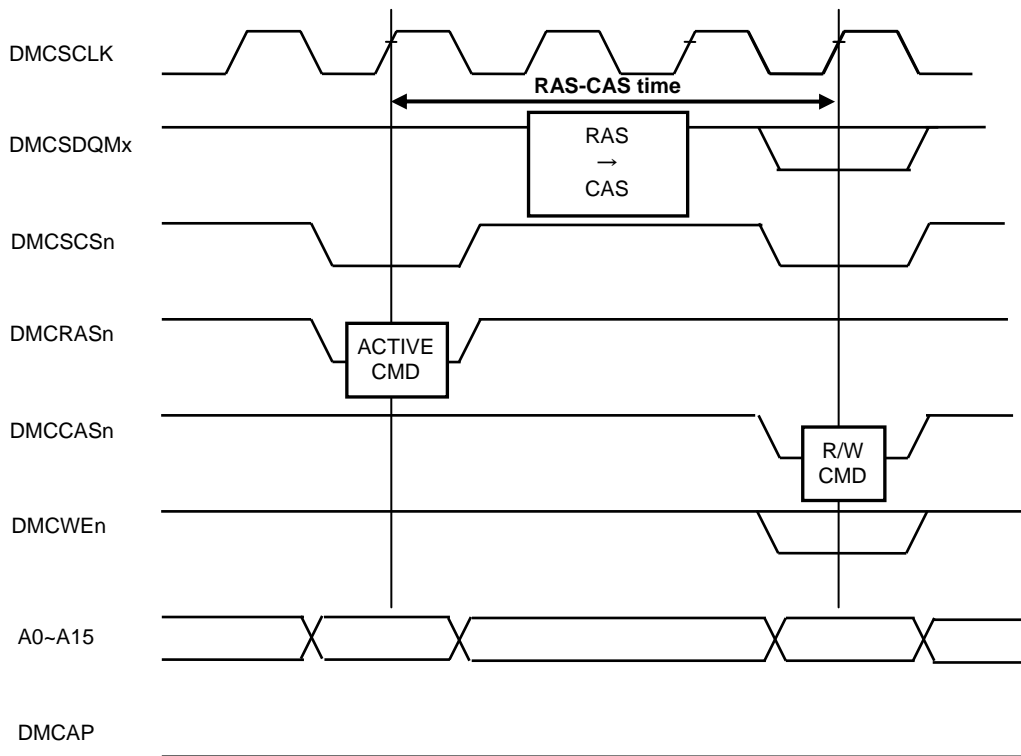 DMCSCLK
RAS-CAS time
DMCSDQMx
RAS
→
CAS
DMCSCSn
DMCRASn
ACTIVE
CMD
DMCCASn
R/W
CMD
DMCWEn
A0~A15
DMCAP